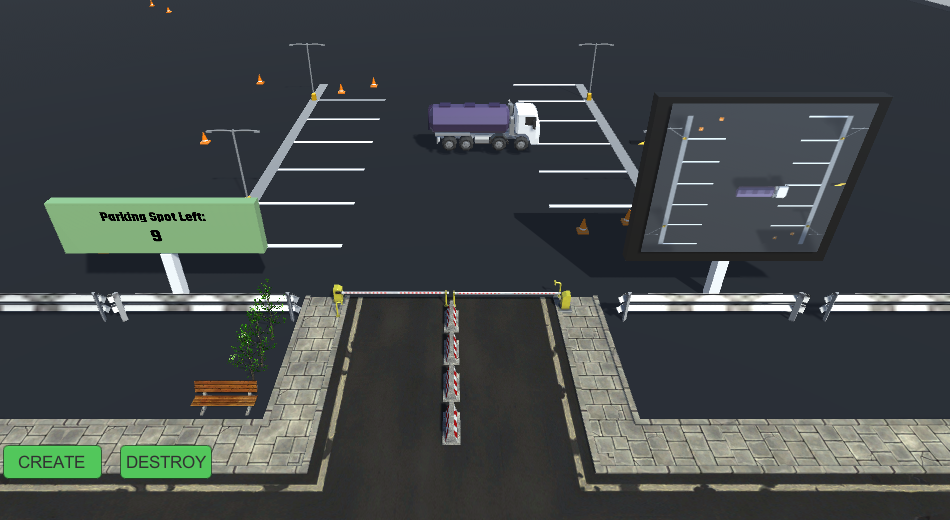 Parking Spot Left:
9
CREATE
DESTROY